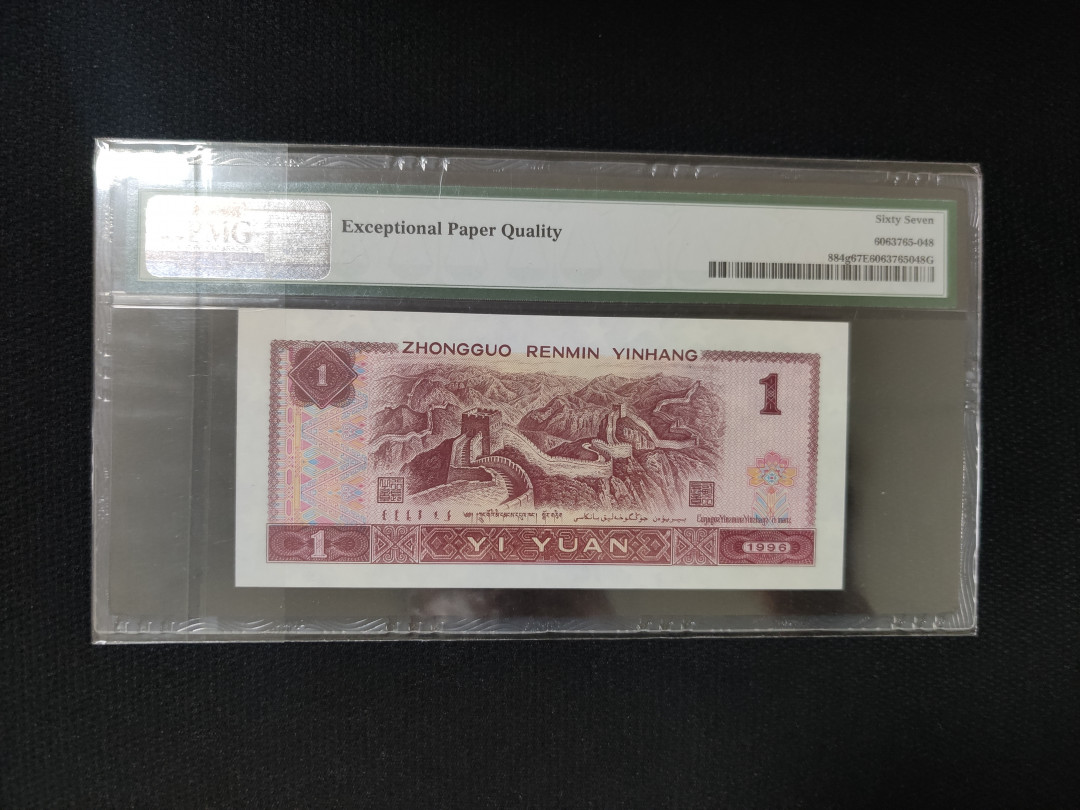 PMG
Exceptional Paper Quality
Sixty Seven
6063765-048
884g67E6063765048G
ZHONGGUO RENMIN YINHANG
1
1
1
YI YUAN
1996